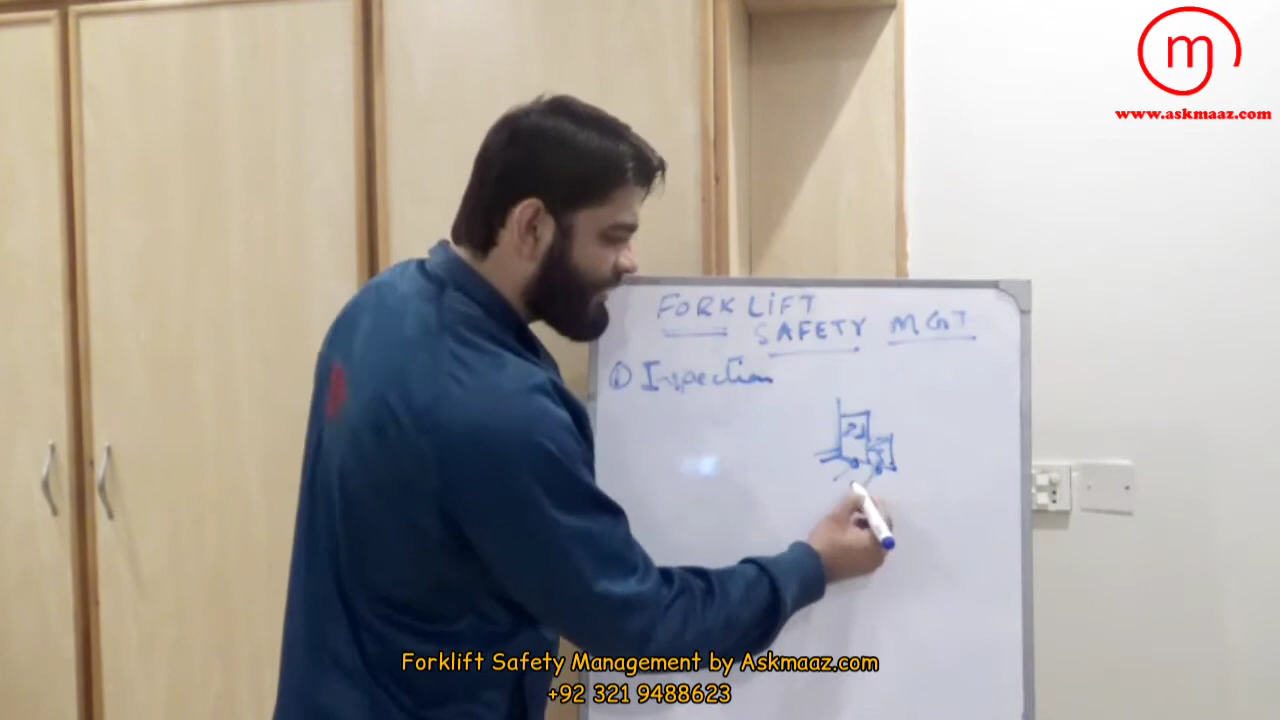 m
www.askmaaz.com
FORKLIFT
SAFETY MGT
① Inspection
Forklift Safety Management by Askmaaz.com
+92 321 9488623